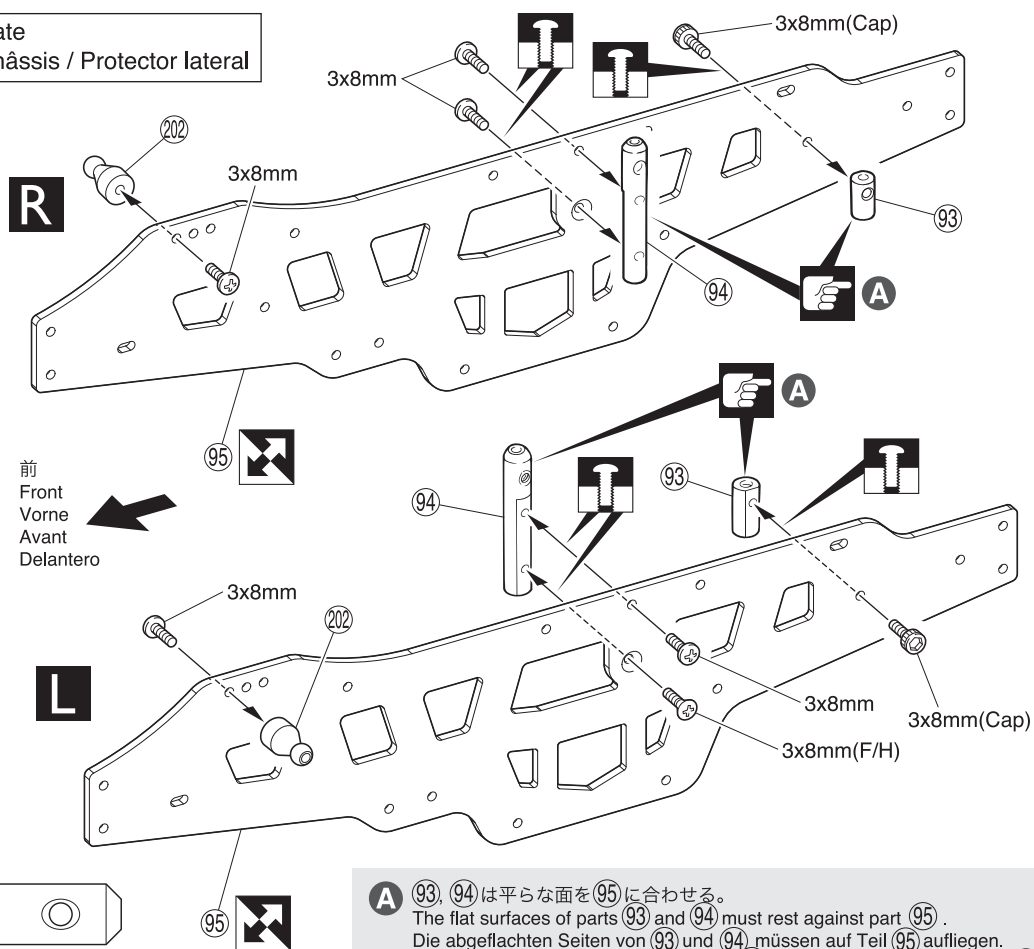 âssis / Protector lateral
3x8mm(Cap)
3x8mm
202
3x8mm
R
93
94
A
95
A
前
Front
Vorne
Avant
Delantero
94
93
3x8mm
202
L
3x8mm
3x8mm(Cap)
3x8mm(F/H)
95
A 93, 94は平らな面を95に合わせる。
The flat surfaces of parts 93 and 94 must rest against part 95 .
Die abgeflachten Seiten von 93 und 94 müssen auf Teil 95 aufliegen.